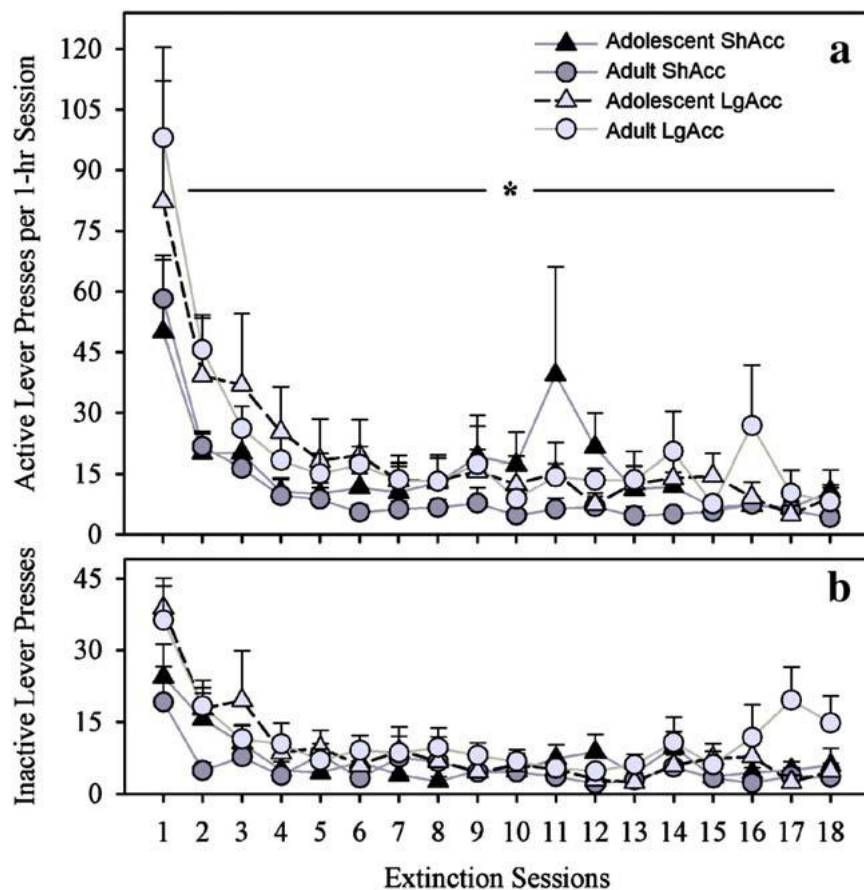 a
Adolescent ShAcc
Adult ShAcc
Adolescent LgAcc
Adult LgAcc
Active Lever Presses per 1-hr Session
120
105
90
75
60
45
30
15
0
*
b
Inactive Lever Presses
45
30
15
0
1 2 3 4 5 6 7 8 9 10 11 12 13 14 15 16 17 18
Extinction Sessions